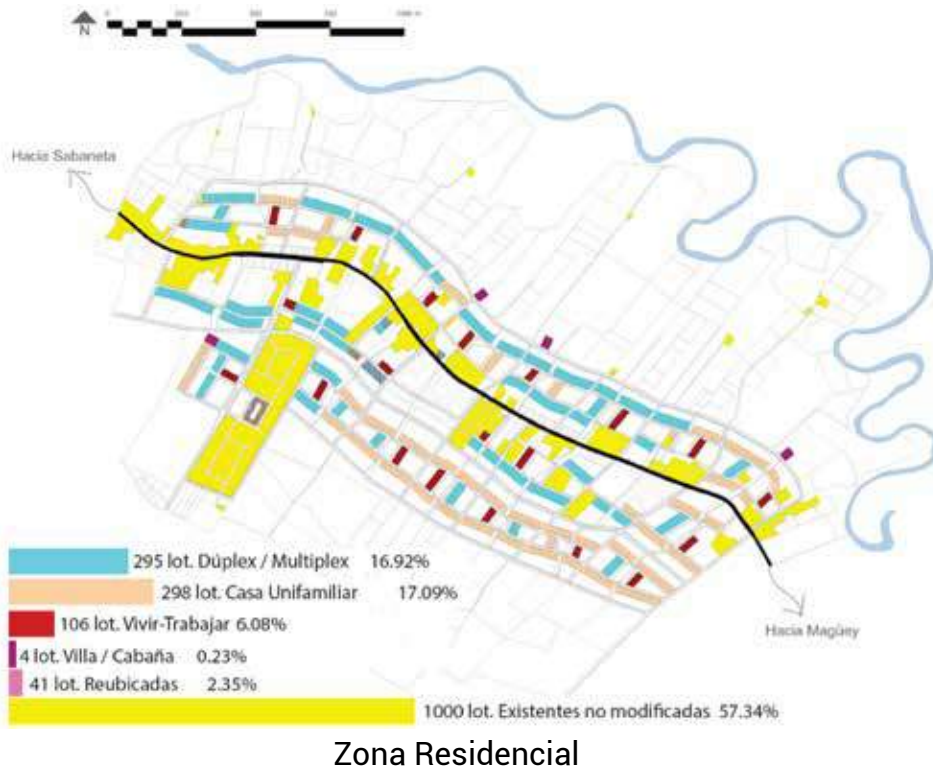 N
Hacia Sabaneta
295 lot. Dúplex / Multiplex 16.92%
298 lot. Casa Unifamiliar 17.09%
106 lot. Vivir-Trabajar 6.08%
4 lot. Villa / Cabaña 0.23%
41 lot. Reubicadas 2.35%
1000 lot. Existentes no modificadas 57.34%
Hacia Magüey
Zona Residencial